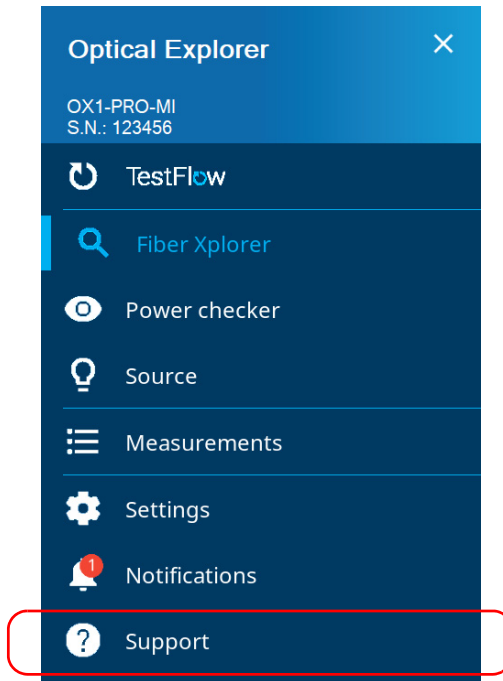 Optical Explorer
OX1-PRO-MI
S.N.: 123456
TestFlow
Fiber Xplorer
Power checker
Source
Measurements
Settings
1
Notifications
?
Support